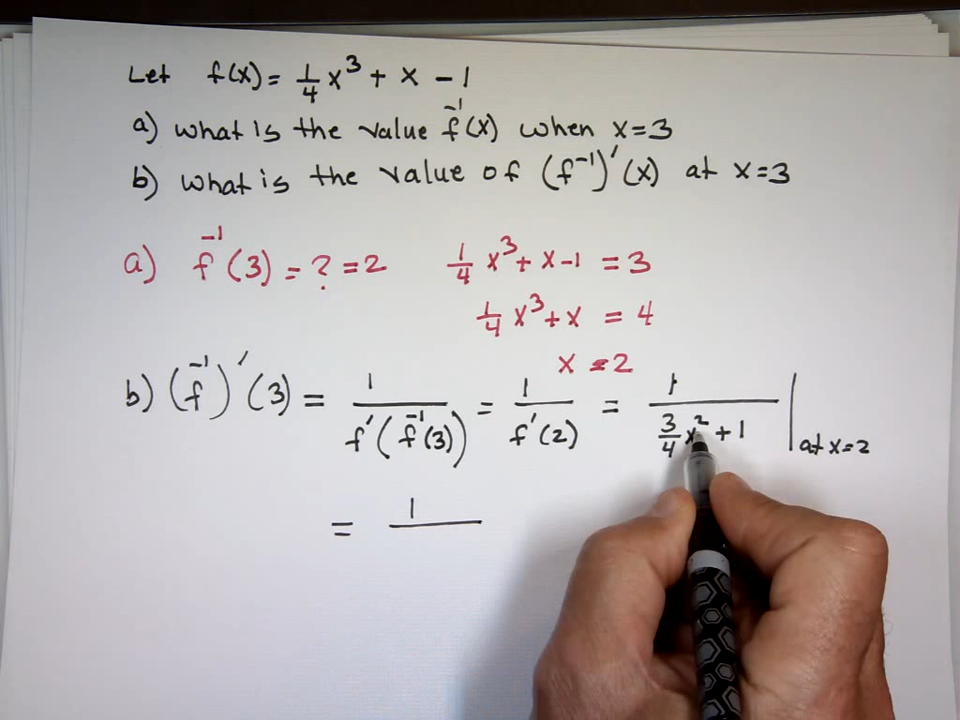 Let f(x) = 1/4 x³ + x - 1
a) what is the value f⁻¹(x) when x=3
b) what is the value of (f⁻¹)′(x) at x=3
a) f⁻¹(3) = ? = 2 1/4 x³ + x - 1 = 3
1/4 x³ + x = 4
x = 2
b) (f⁻¹)′(3) = 1/f′(f⁻¹(3)) = 1/f′(2) = 1/(3/4 x² + 1) | at x=2
= 1/